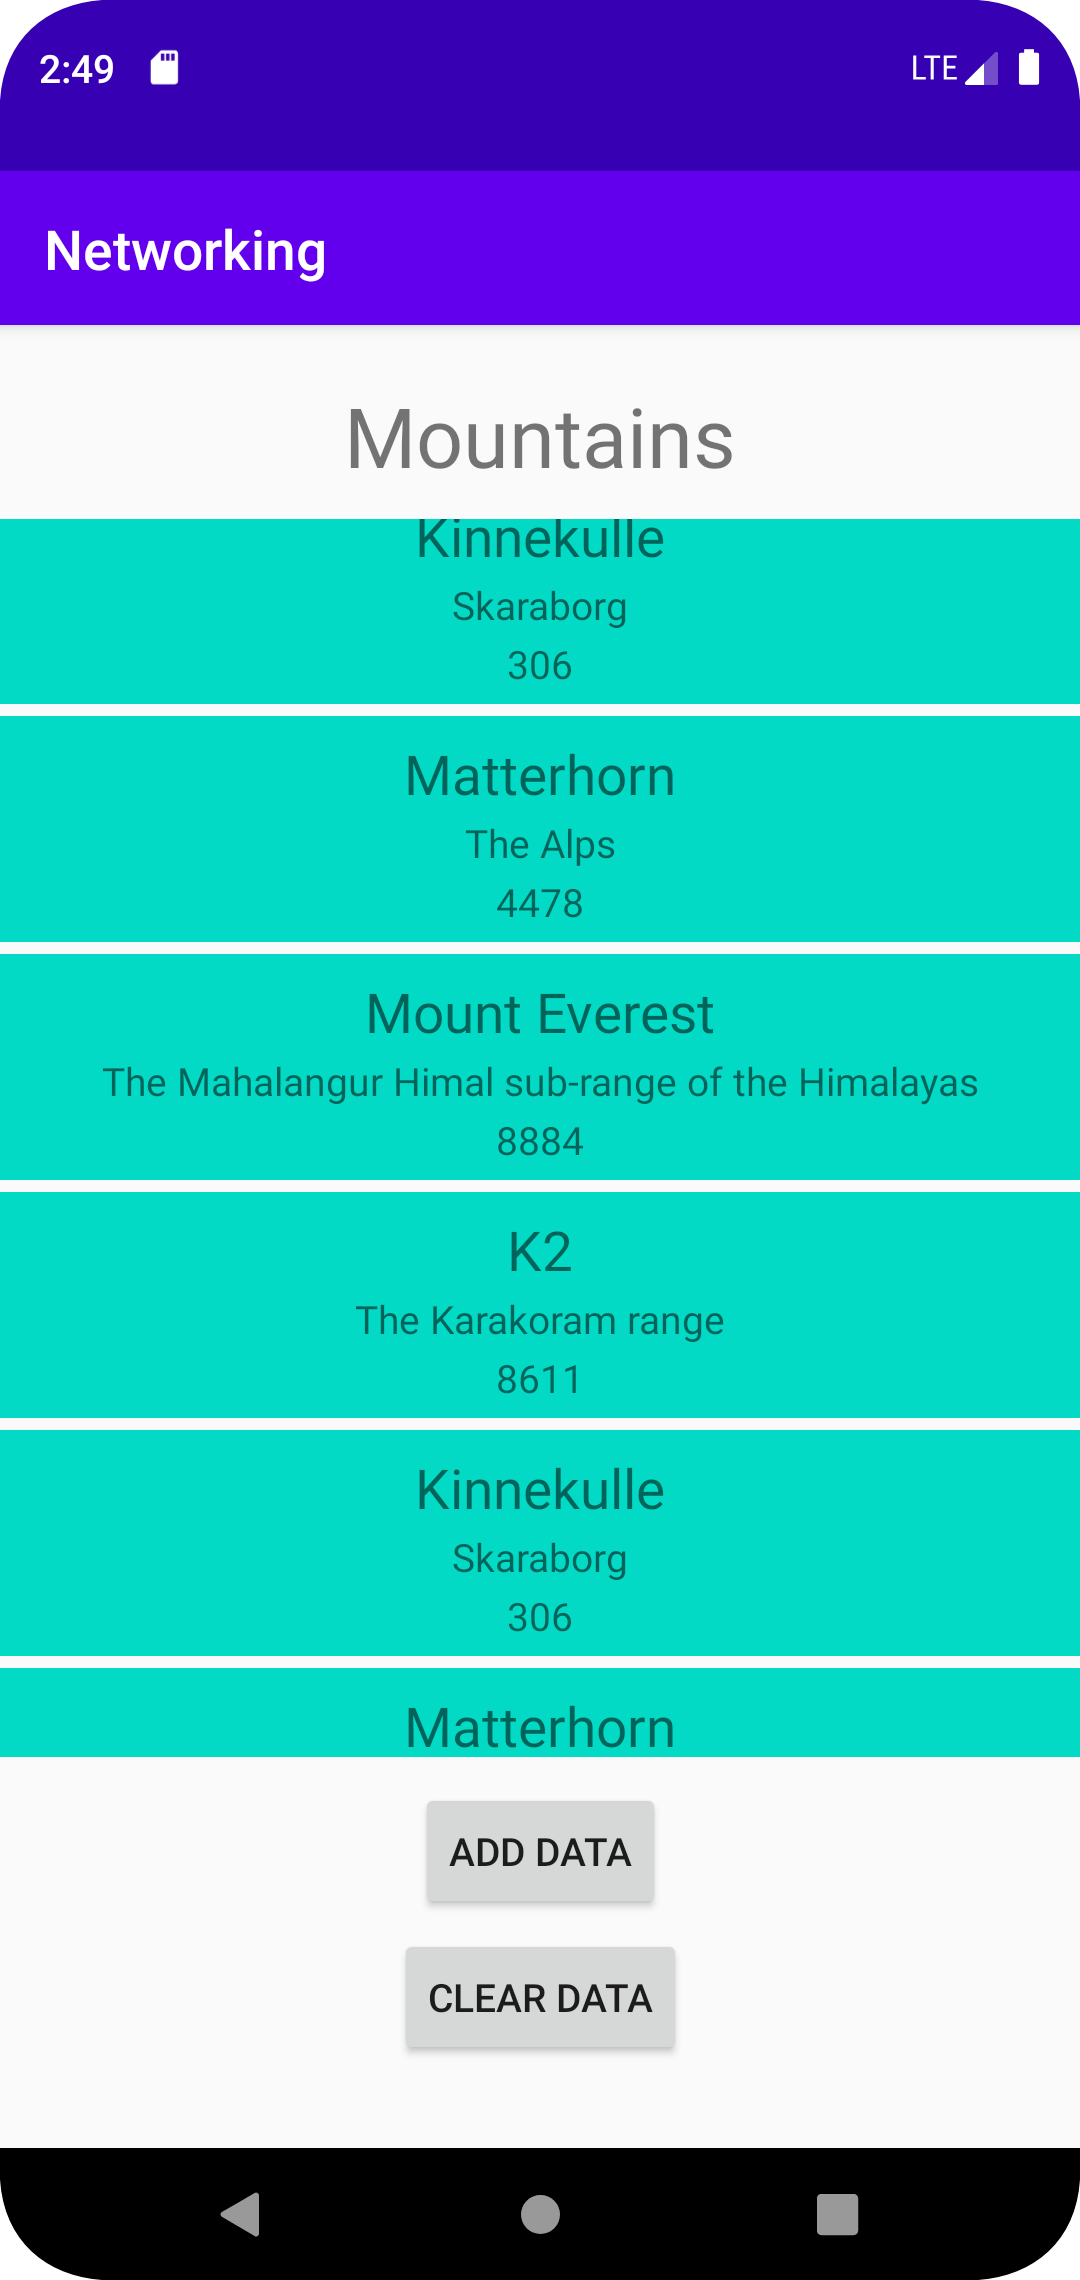 2:49 LTE
Networking
Mountains
Kinnekulle
Skaraborg
306
Matterhorn
The Alps
4478
Mount Everest
The Mahalangur Himal sub-range of the Himalayas
8884
K2
The Karakoram range
8611
Kinnekulle
Skaraborg
306
Matterhorn
ADD DATA
CLEAR DATA